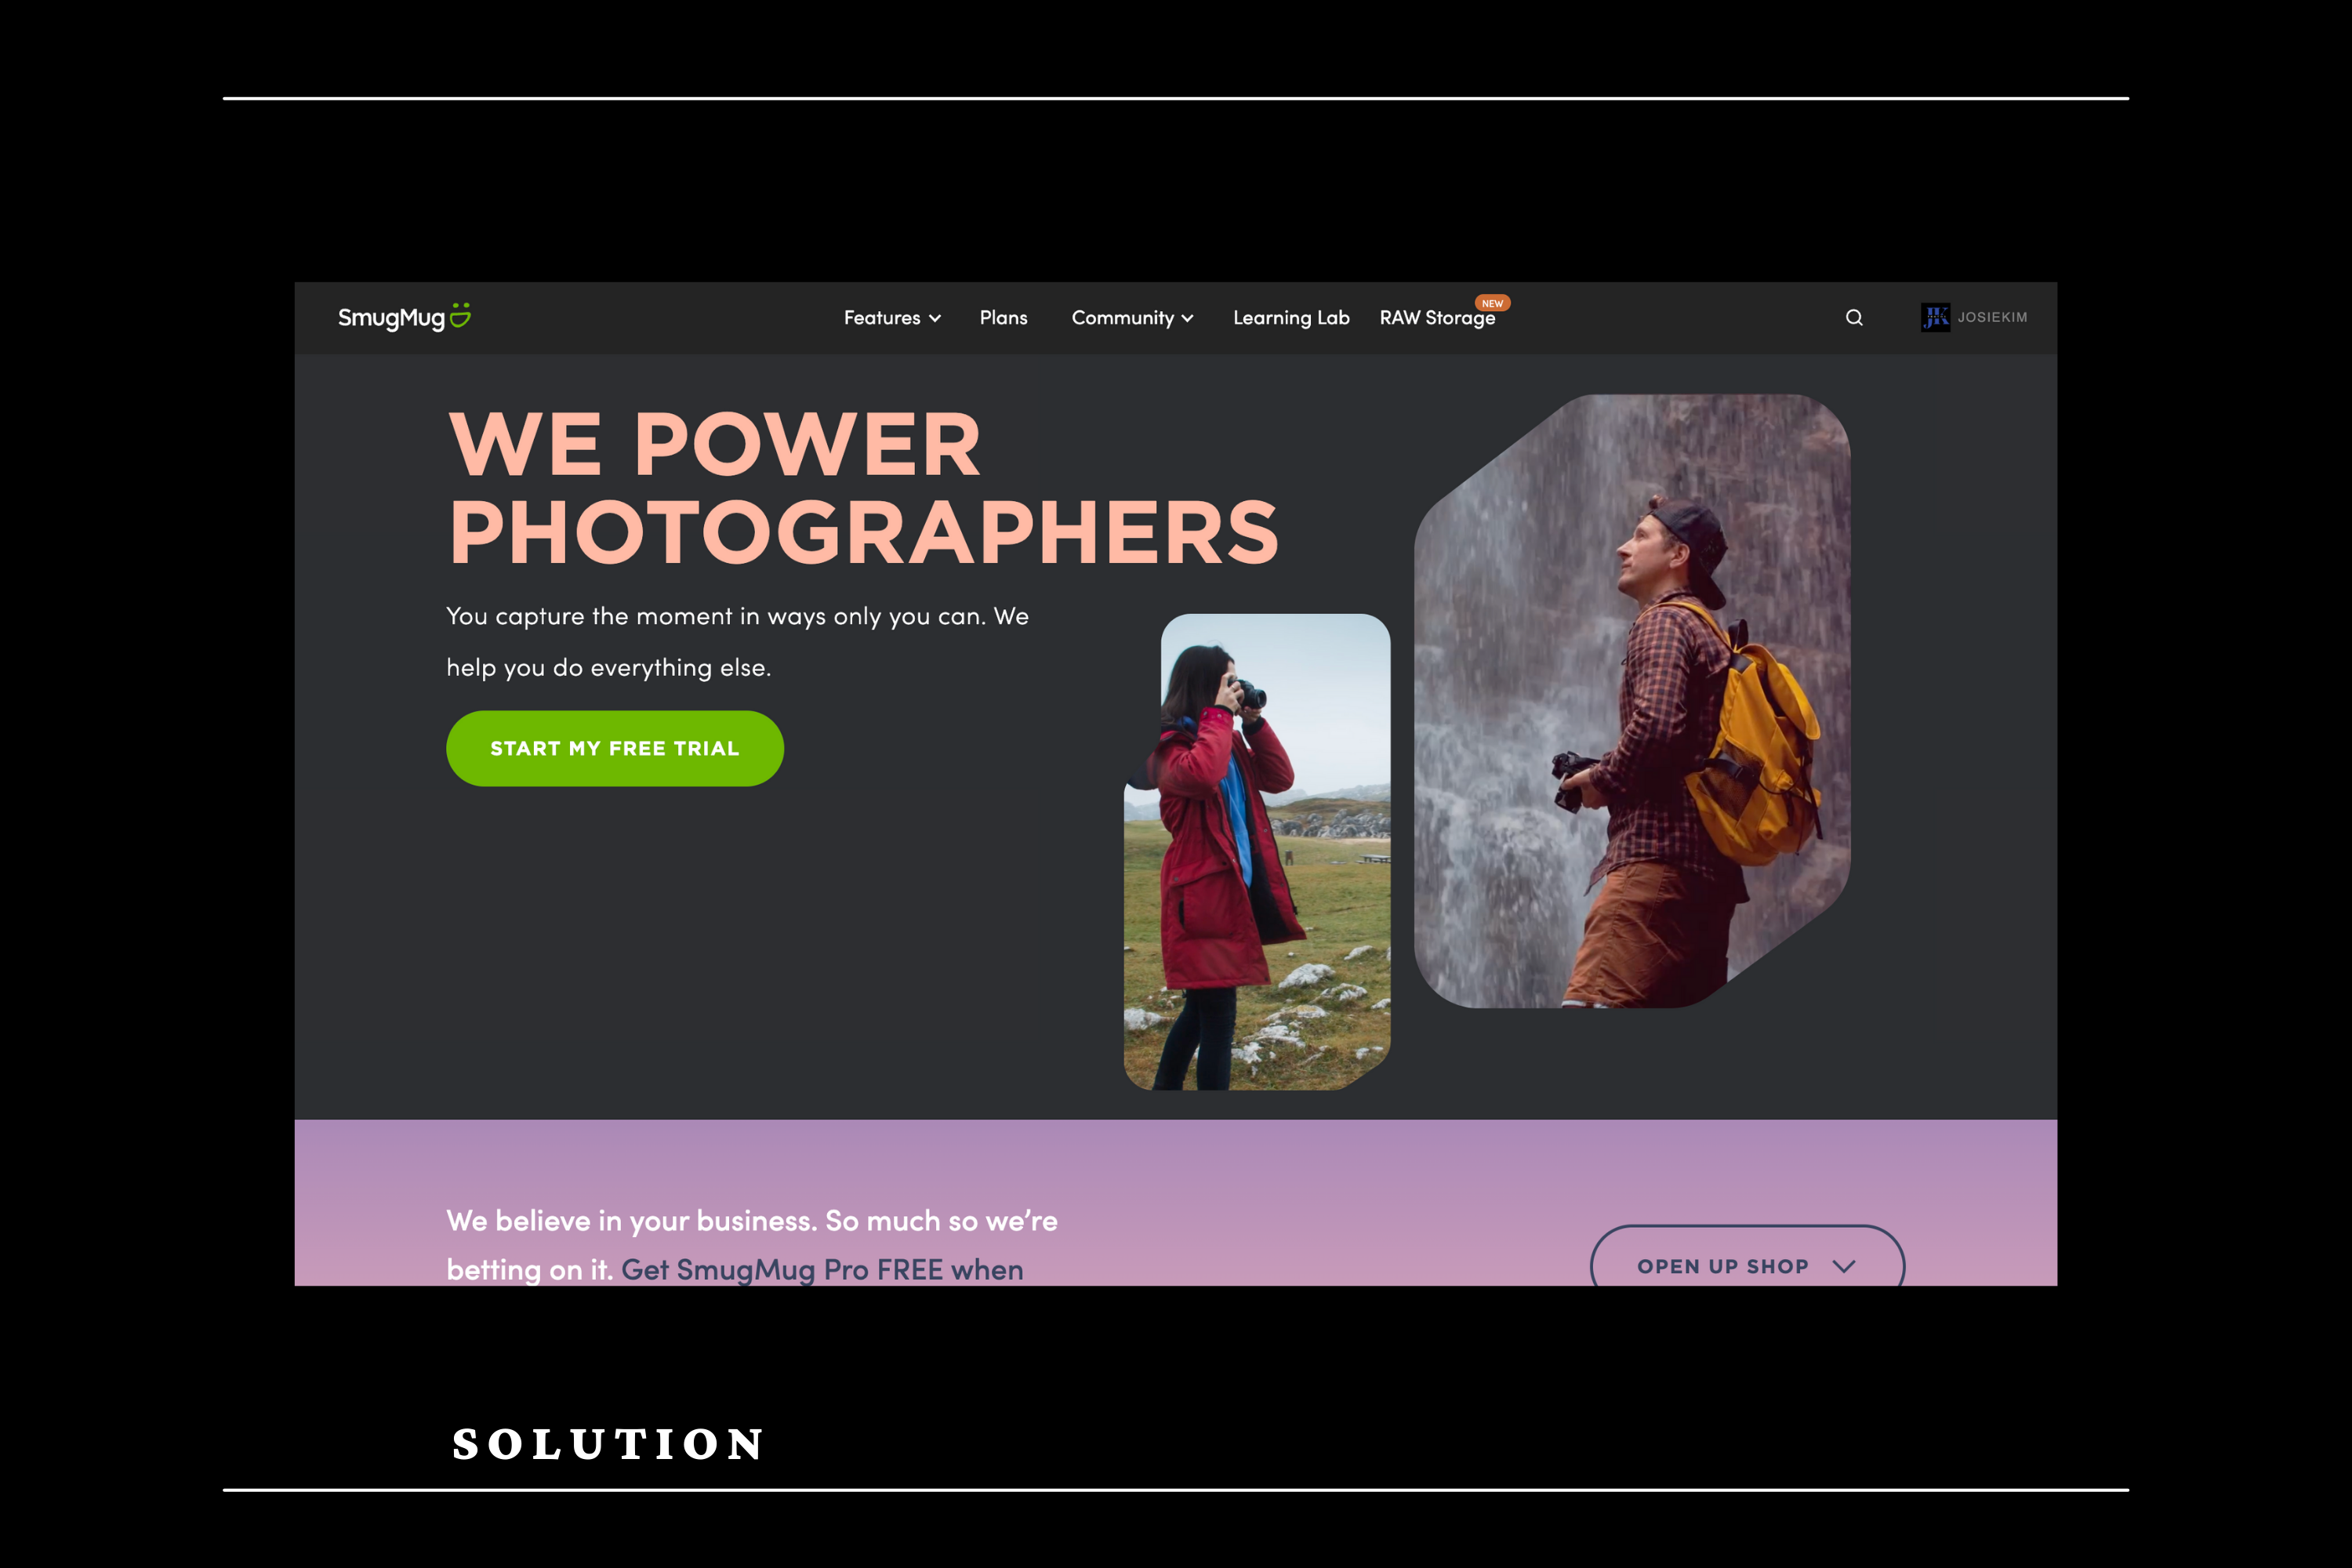 SmugMug
Features
Plans
Community
Learning Lab
RAW Storage
NEW
JK JOSIEKIM
WE POWER
PHOTOGRAPHERS
You capture the moment in ways only you can. We
help you do everything else.
START MY FREE TRIAL
We believe in your business. So much so we’re
betting on it. Get SmugMug Pro FREE when
OPEN UP SHOP
SOLUTION